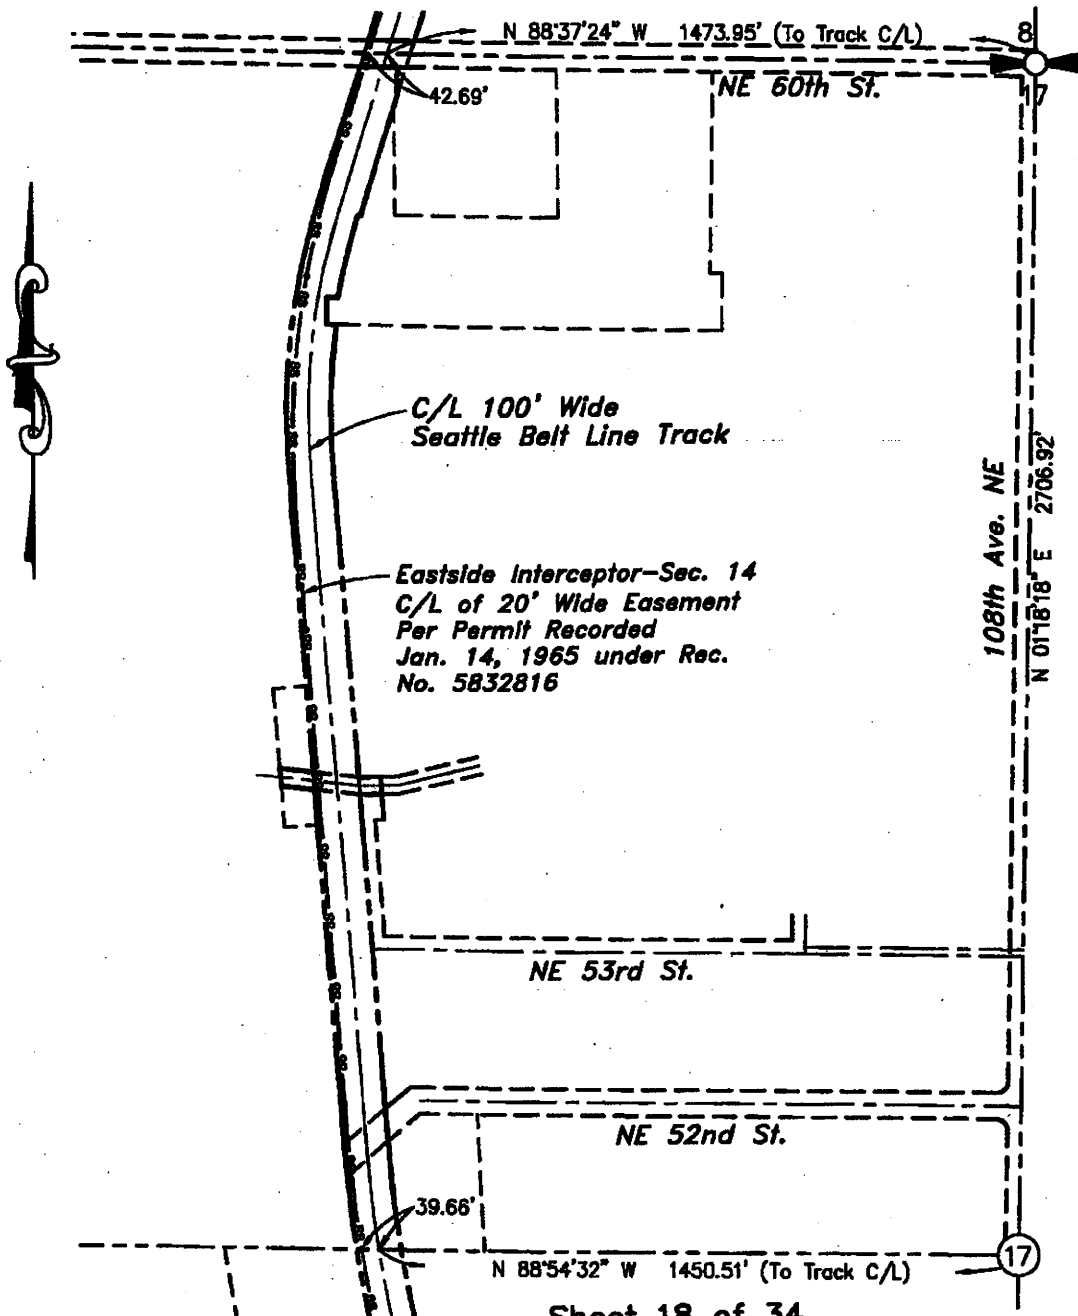 N 88°37'24" W 1473.95' (To Track C/L)
8
17
NE 60th St.
42.69'
C/L 100' Wide
Seattle Belt Line Track
108th Ave. NE
N 01°18'18" E 2706.92'
Eastside Interceptor-Sec. 14
C/L of 20' Wide Easement
Per Permit Recorded
Jan. 14, 1965 under Rec.
No. 5832816
NE 53rd St.
NE 52nd St.
39.66'
17
N 88°54'32" W 1450.51' (To Track C/L)
Sheet 18 of 34